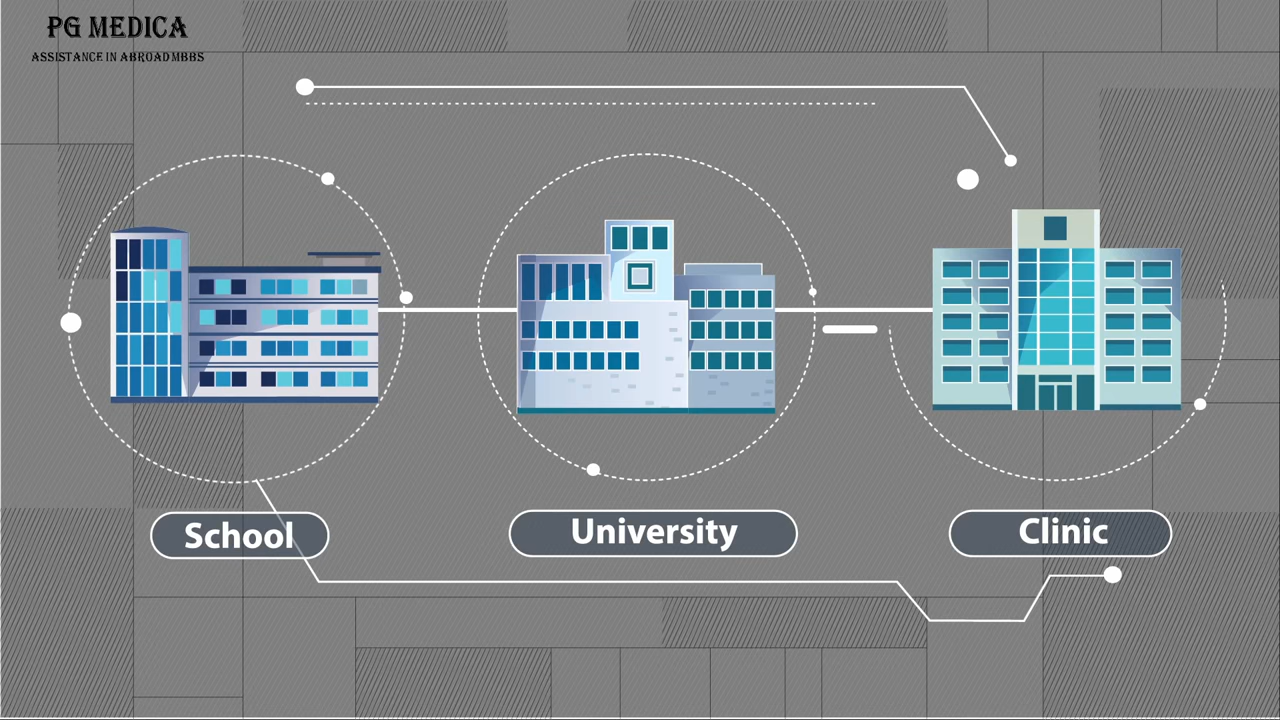 PG MEDICA
ASSISTANCE IN ABROAD MBBS
School
University
Clinic